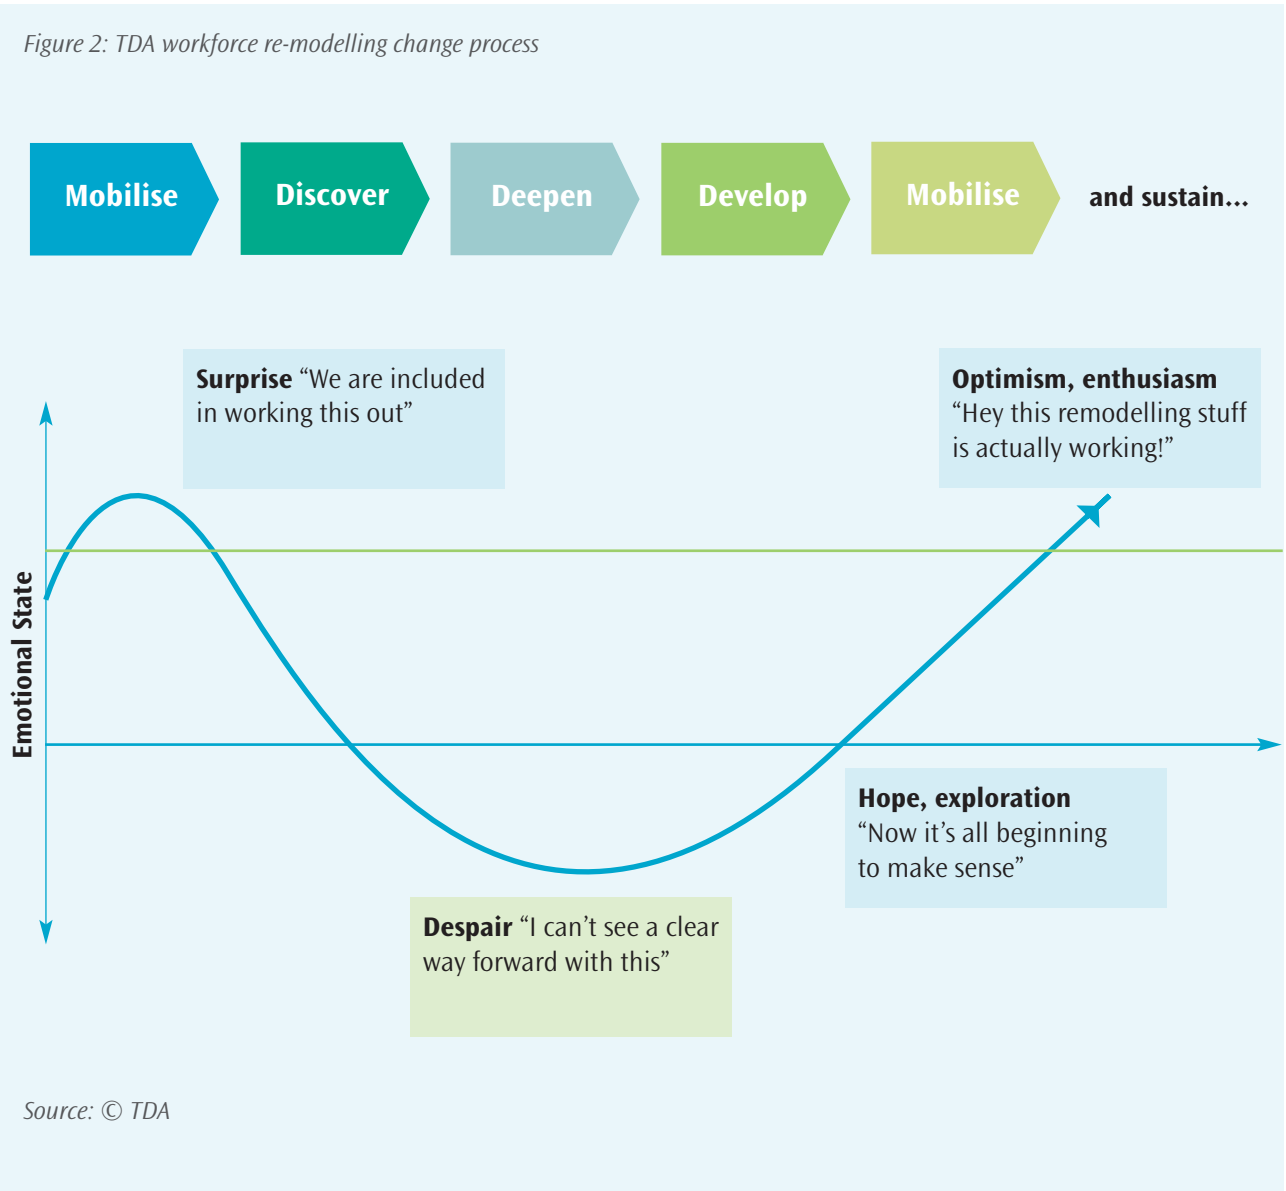 Figure 2: TDA workforce re-modelling change process
Mobilise
Discover
Deepen
Develop
Mobilise
and sustain...
Surprise “We are included
in working this out”
Optimism, enthusiasm
“Hey this remodelling stuff
is actually working!”
Emotional State
Hope, exploration
“Now it’s all beginning
to make sense”
Despair “I can’t see a clear
way forward with this”
Source: © TDA